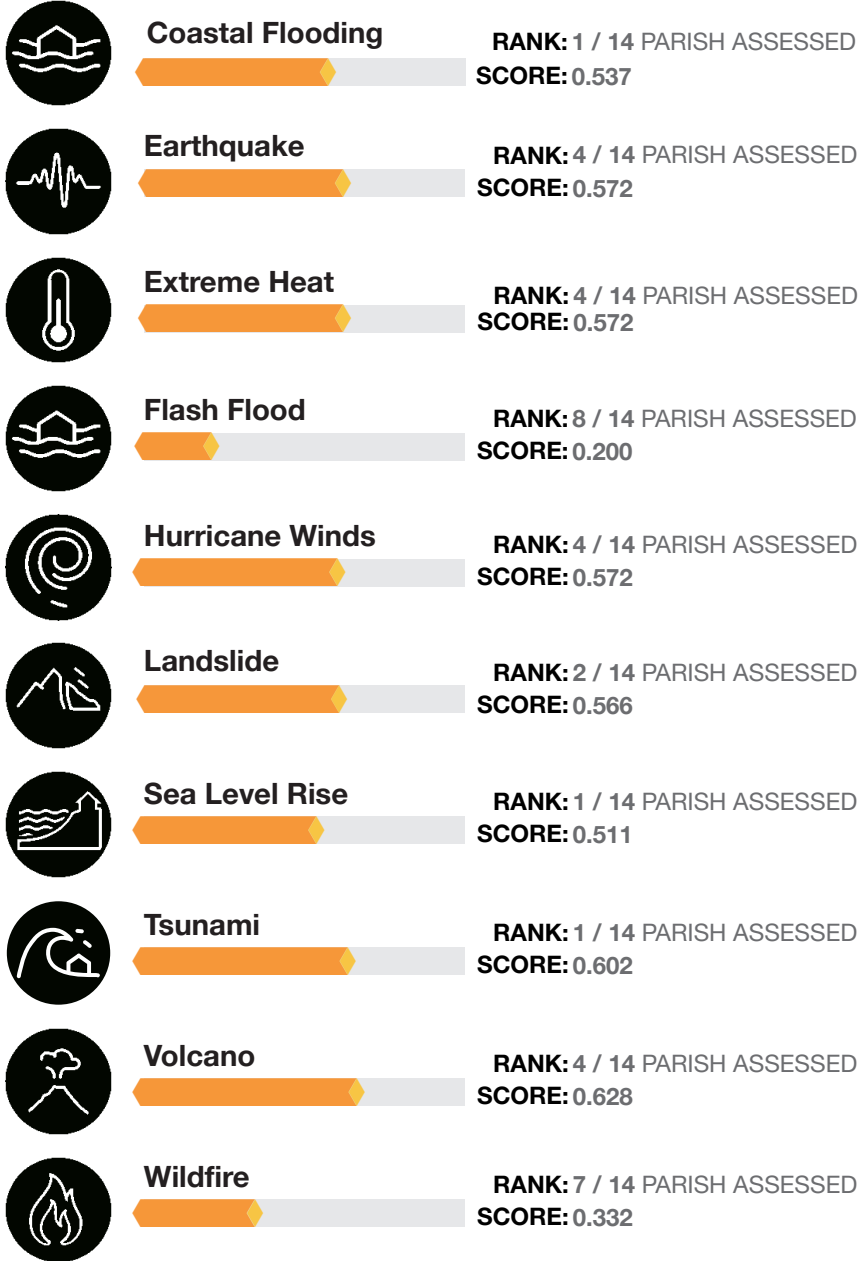 Coastal Flooding
RANK: 1 / 14 PARISH ASSESSED
SCORE: 0.537
Earthquake
RANK: 4 / 14 PARISH ASSESSED
SCORE: 0.572
Extreme Heat
RANK: 4 / 14 PARISH ASSESSED
SCORE: 0.572
Flash Flood
RANK: 8 / 14 PARISH ASSESSED
SCORE: 0.200
Hurricane Winds
RANK: 4 / 14 PARISH ASSESSED
SCORE: 0.572
Landslide
RANK: 2 / 14 PARISH ASSESSED
SCORE: 0.566
Sea Level Rise
RANK: 1 / 14 PARISH ASSESSED
SCORE: 0.511
Tsunami
RANK: 1 / 14 PARISH ASSESSED
SCORE: 0.602
Volcano
RANK: 4 / 14 PARISH ASSESSED
SCORE: 0.628
Wildfire
RANK: 7 / 14 PARISH ASSESSED
SCORE: 0.332